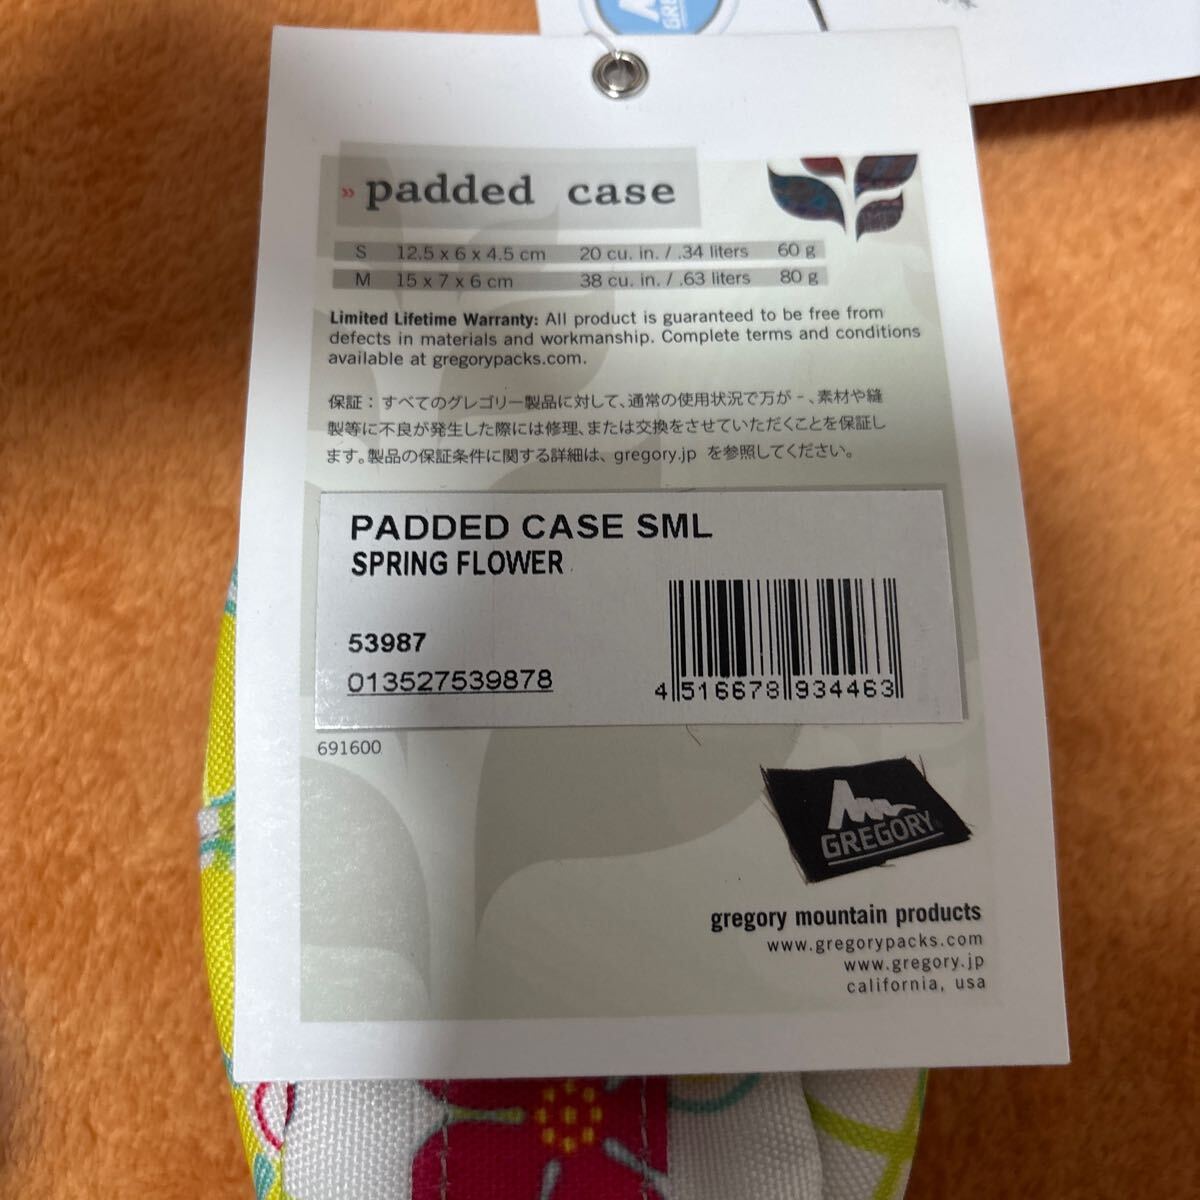 GRE
» padded case
S 12.5 x 6 x 4.5 cm 20 cu. in. / .34 liters 60 g
M 15 x 7 x 6 cm 38 cu. in. / .63 liters 80 g
Limited Lifetime Warranty: All product is guaranteed to be free from
defects in materials and workmanship. Complete terms and conditions
available at gregorypacks.com.
保証：すべてのグレゴリー製品に対して、通常の使用状況で万が－、素材や縫
製等に不良が発生した際には修理、または交換をさせていただくことを保証し
ます。製品の保証条件に関する詳細は、gregory.jp を参照してください。
PADDED CASE SML
SPRING FLOWER
53987
013527539878
4 516678 934463
691600
GREGORY
gregory mountain products
www.gregorypacks.com
www.gregory.jp
california, usa